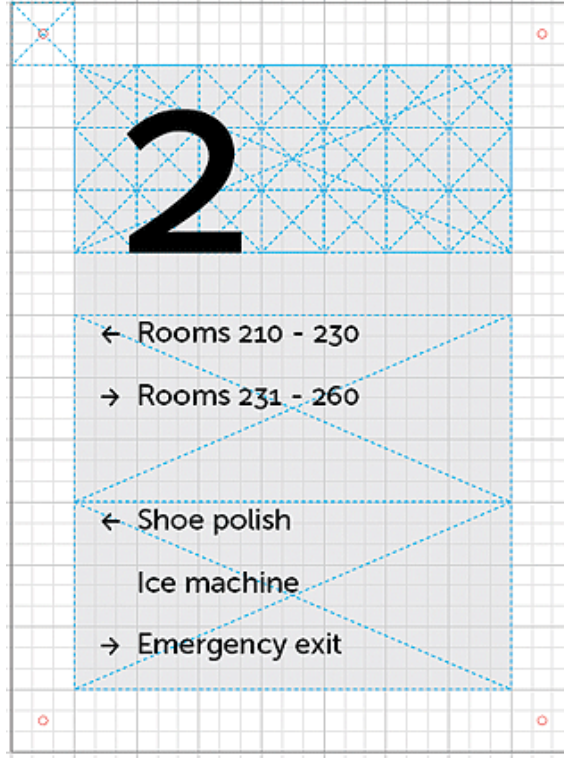 2
← Rooms 210 - 230
→ Rooms 231 - 260
← Shoe polish
Ice machine
→ Emergency exit